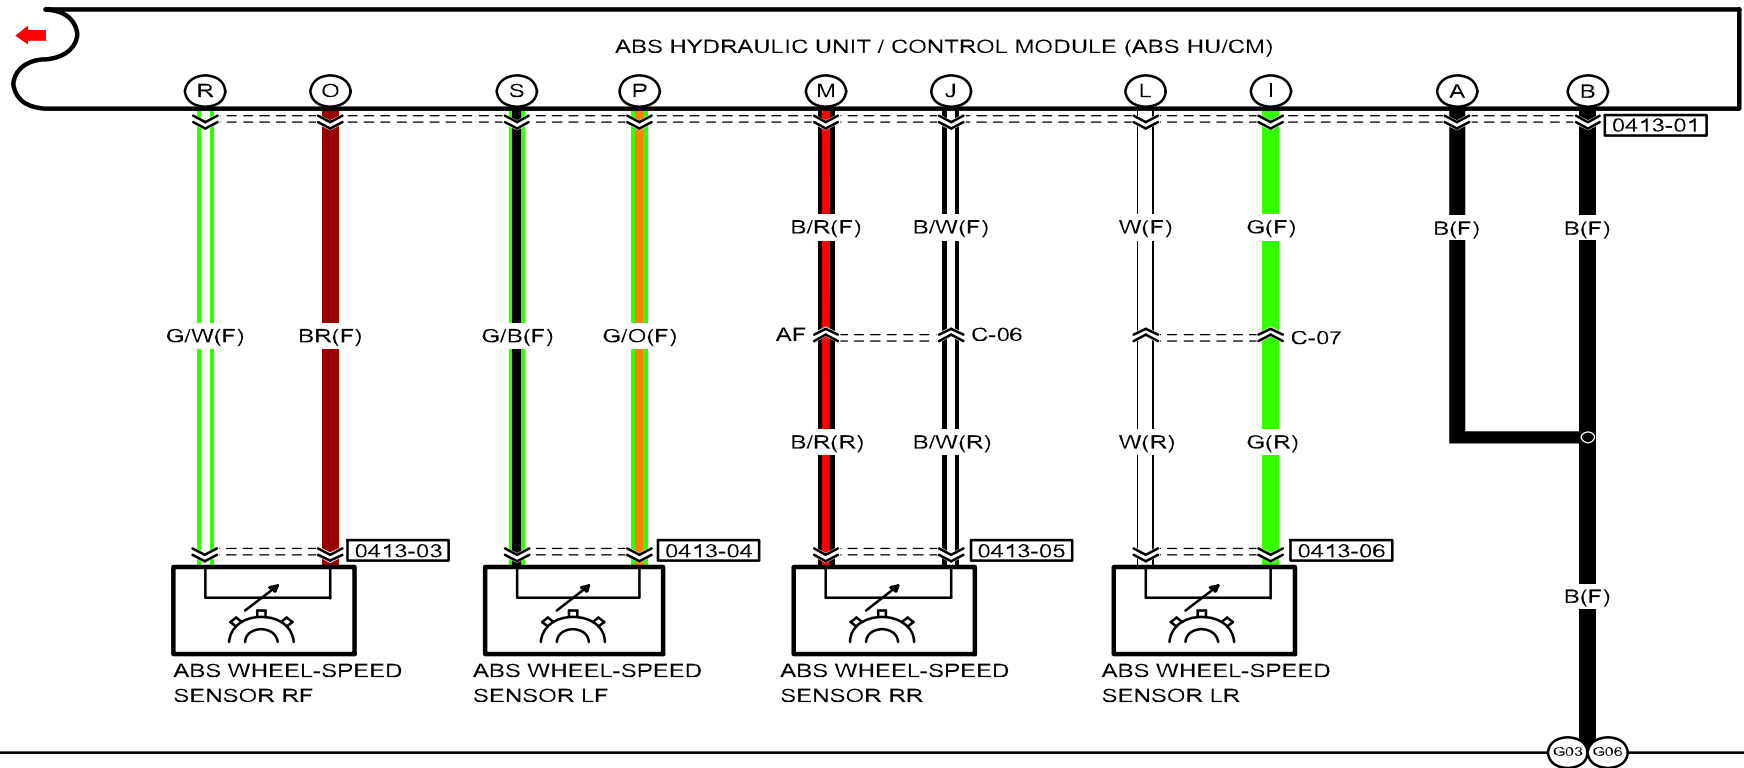 ABS HYDRAULIC UNIT / CONTROL MODULE (ABS HU/CM)
R O S P M J L I A B
0413-01
B/R(F) B/W(F) W(F) G(F) B(F) B(F)
G/W(F) BR(F) G/B(F) G/O(F) AF C-06 C-07
B/R(R) B/W(R) W(R) G(R)
0413-03 0413-04 0413-05 0413-06
B(F)
ABS WHEEL-SPEED
SENSOR RF
ABS WHEEL-SPEED
SENSOR LF
ABS WHEEL-SPEED
SENSOR RR
ABS WHEEL-SPEED
SENSOR LR
G03 G06